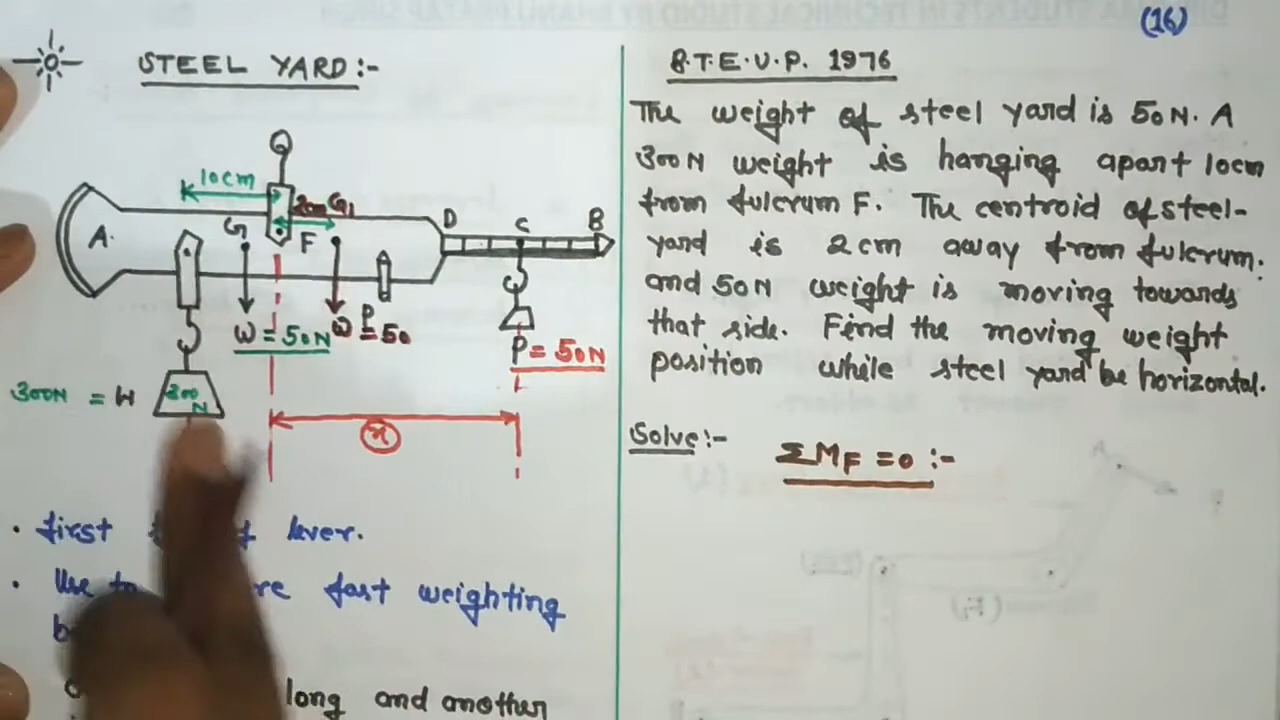 (16)
STEEL YARD:-
10cm
2cm G1
A.
G
F
D
C
B
W = 50N
W
P = 50
P = 50N
300N = W
300
N
x
• first of lever.
• Use to fast weighting
long and another
B.T.E.U.P. 1976
The weight of steel yard is 50N. A
300N weight is hanging apart 10cm
from fulcrum F. The centroid of steel-
yard is 2cm away from fulcrum.
and 50N weight is moving towards
that side. Find the moving weight
position while steel yard be horizontal.
Solve:-
ΣMF = 0 :-